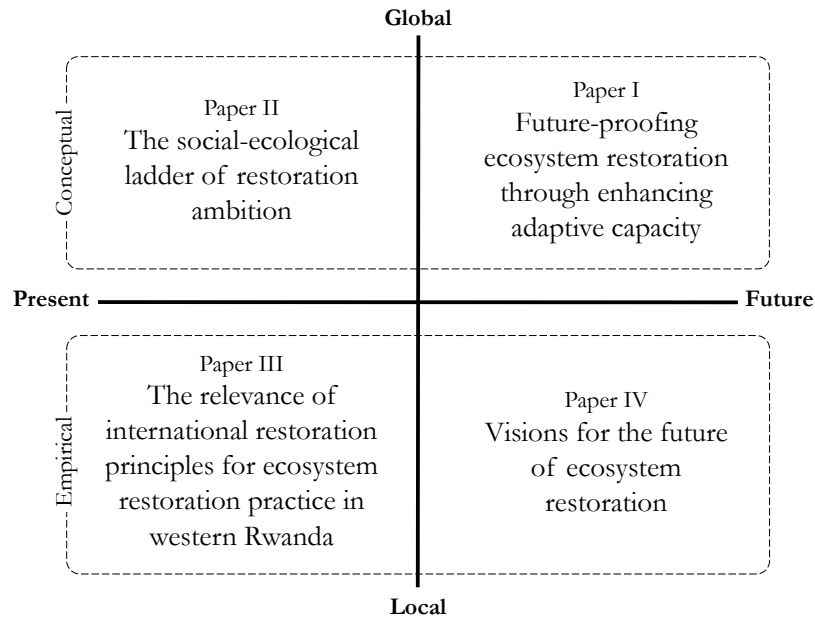 Global
Conceptual
Paper II
The social-ecological
ladder of restoration
ambition
Paper I
Future-proofing
ecosystem restoration
through enhancing
adaptive capacity
Present
Future
Empirical
Paper III
The relevance of
international restoration
principles for ecosystem
restoration practice in
western Rwanda
Paper IV
Visions for the future
of ecosystem
restoration
Local